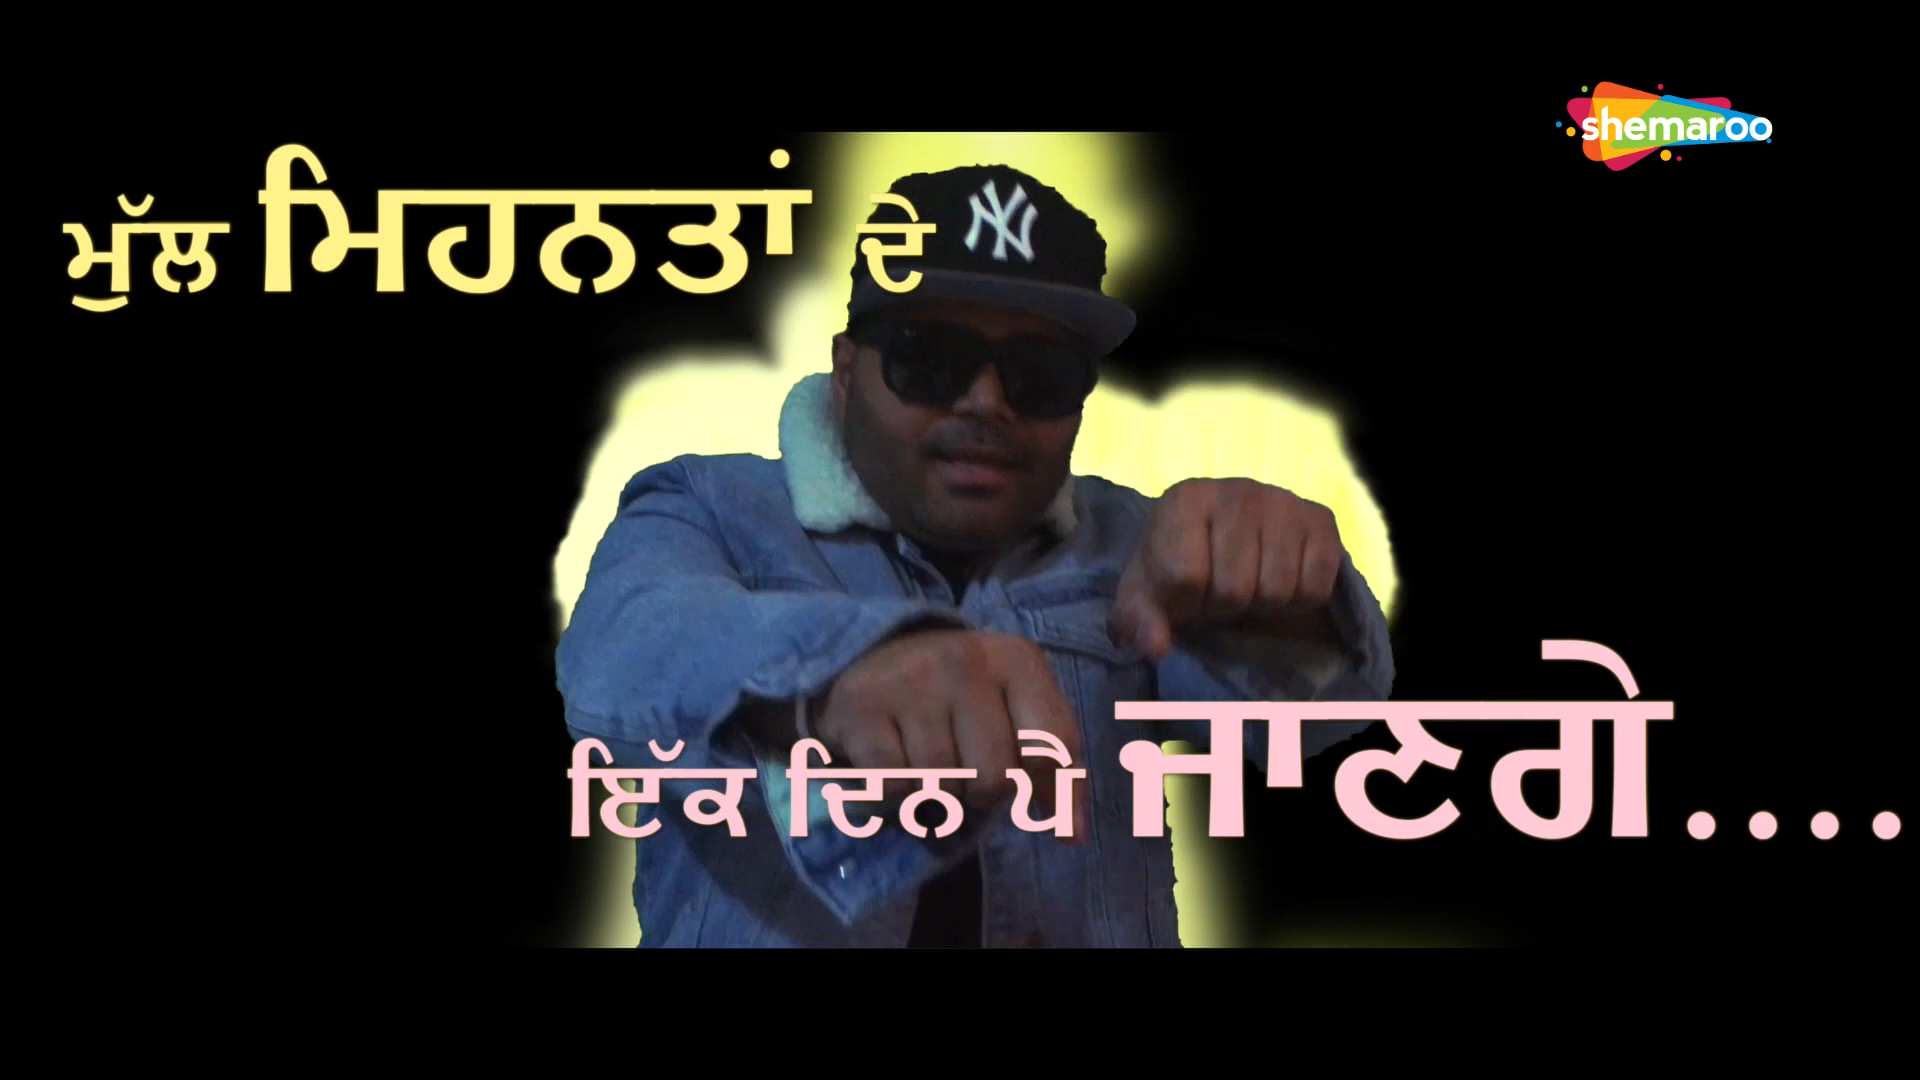 shemaroo
ਮੁੱਲ ਮਿਹਨਤਾਂ ਦੇ
ਇੱਕ ਦਿਨ ਪੈ ਜਾਣਗੇ....